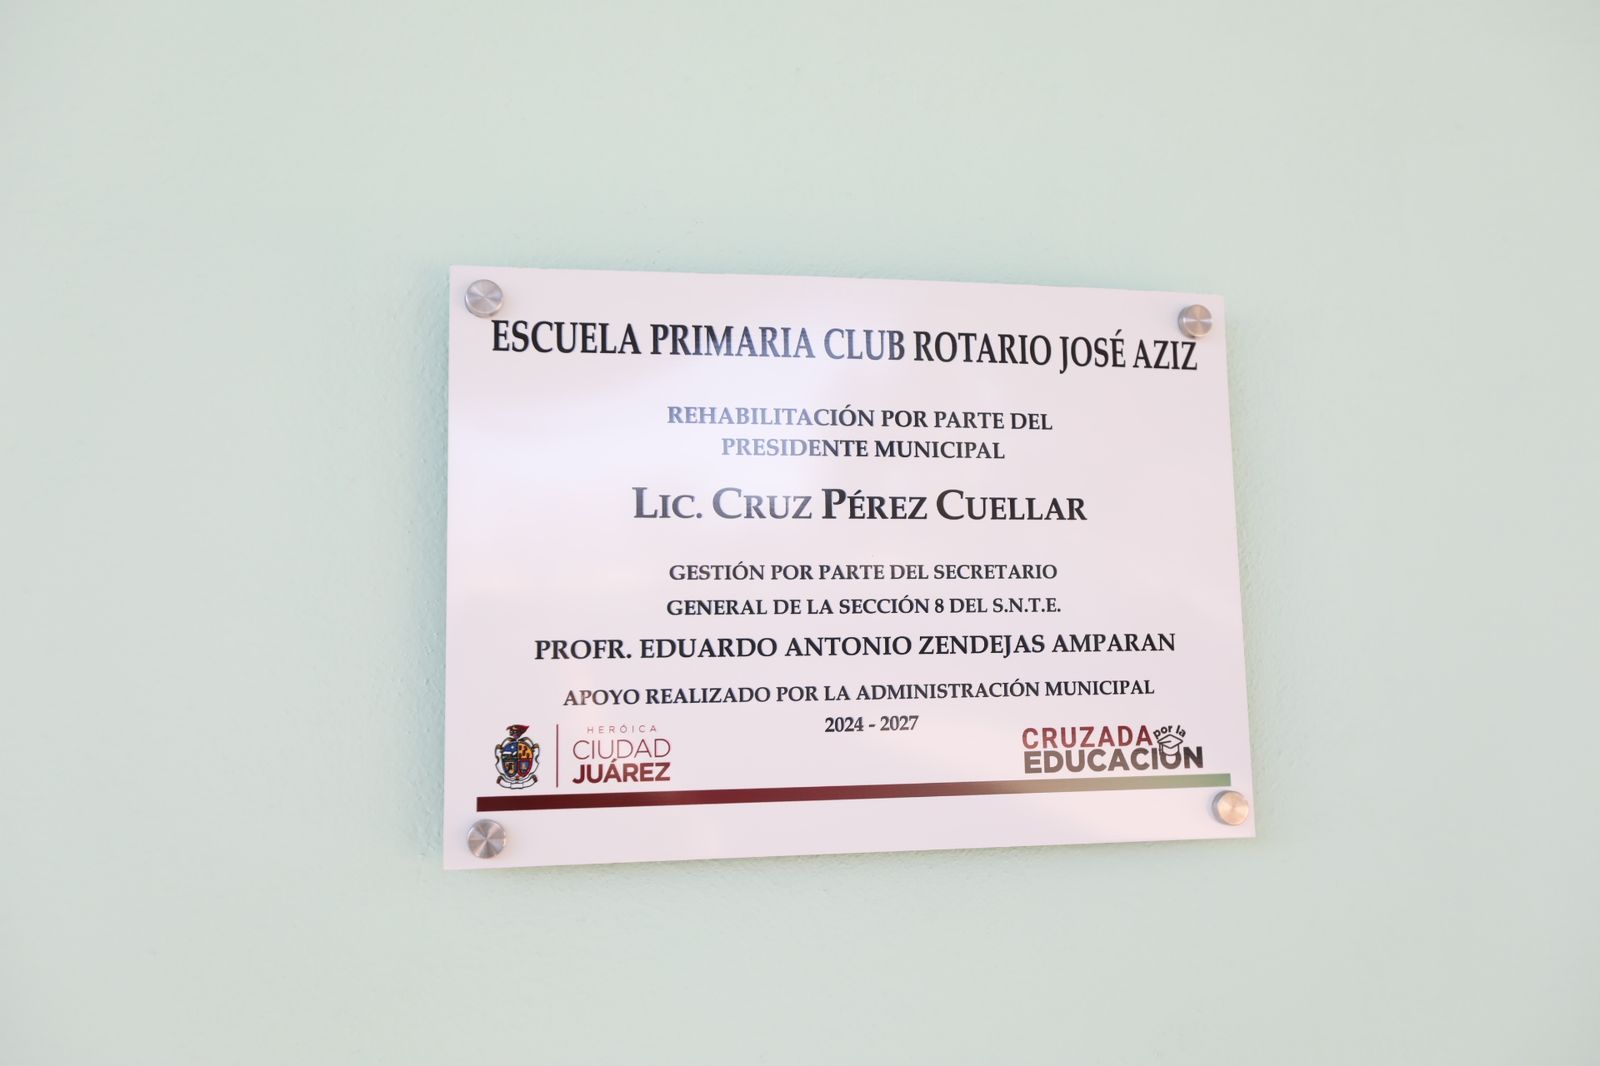 ESCUELA PRIMARIA CLUB ROTARIO JOSÉ AZIZ
REHABILITACIÓN POR PARTE DEL
PRESIDENTE MUNICIPAL
LIC. CRUZ PÉREZ CUELLAR
GESTIÓN POR PARTE DEL SECRETARIO
GENERAL DE LA SECCIÓN 8 DEL S.N.T.E.
PROFR. EDUARDO ANTONIO ZENDEJAS AMPARAN
APOYO REALIZADO POR LA ADMINISTRACIÓN MUNICIPAL
2024 - 2027
HERÓICA
CIUDAD
JUÁREZ
CRUZADA por la
EDUCACIÓN